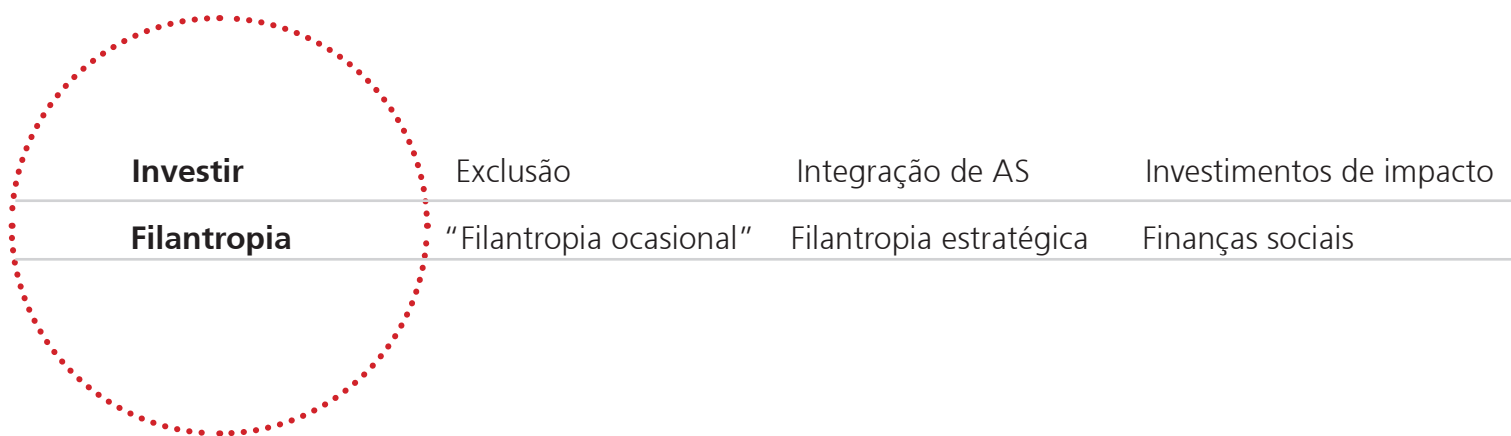 Investir Exclusão Integração de AS Investimentos de impacto
Filantropia “Filantropia ocasional” Filantropia estratégica Finanças sociais